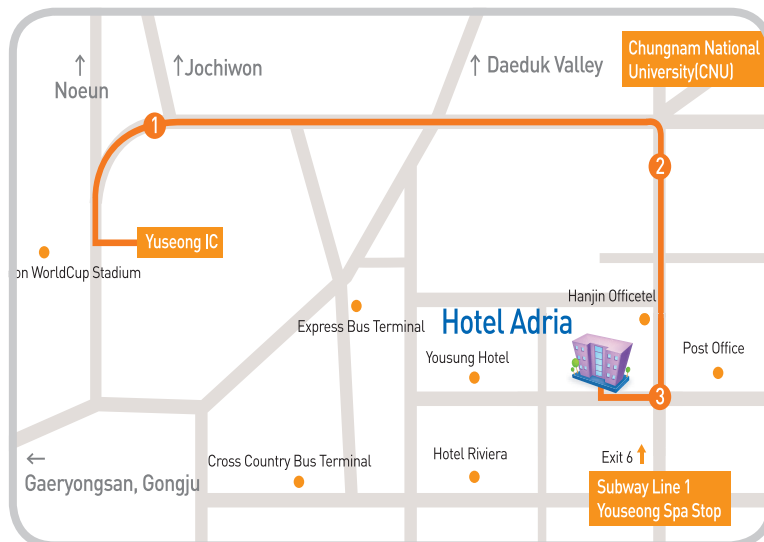 Chungnam National
University(CNU)
↑ Jochiwon
↑ Daeduk Valley
↑
Noeun
1
2
Yuseong IC
on WorldCup Stadium
Hanjin Officetel
Express Bus Terminal
Hotel Adria
Yousung Hotel
Post Office
3
←
Gaeryongsan, Gongju
Cross Country Bus Terminal
Hotel Riviera
Exit 6
Subway Line 1
Youseong Spa Stop